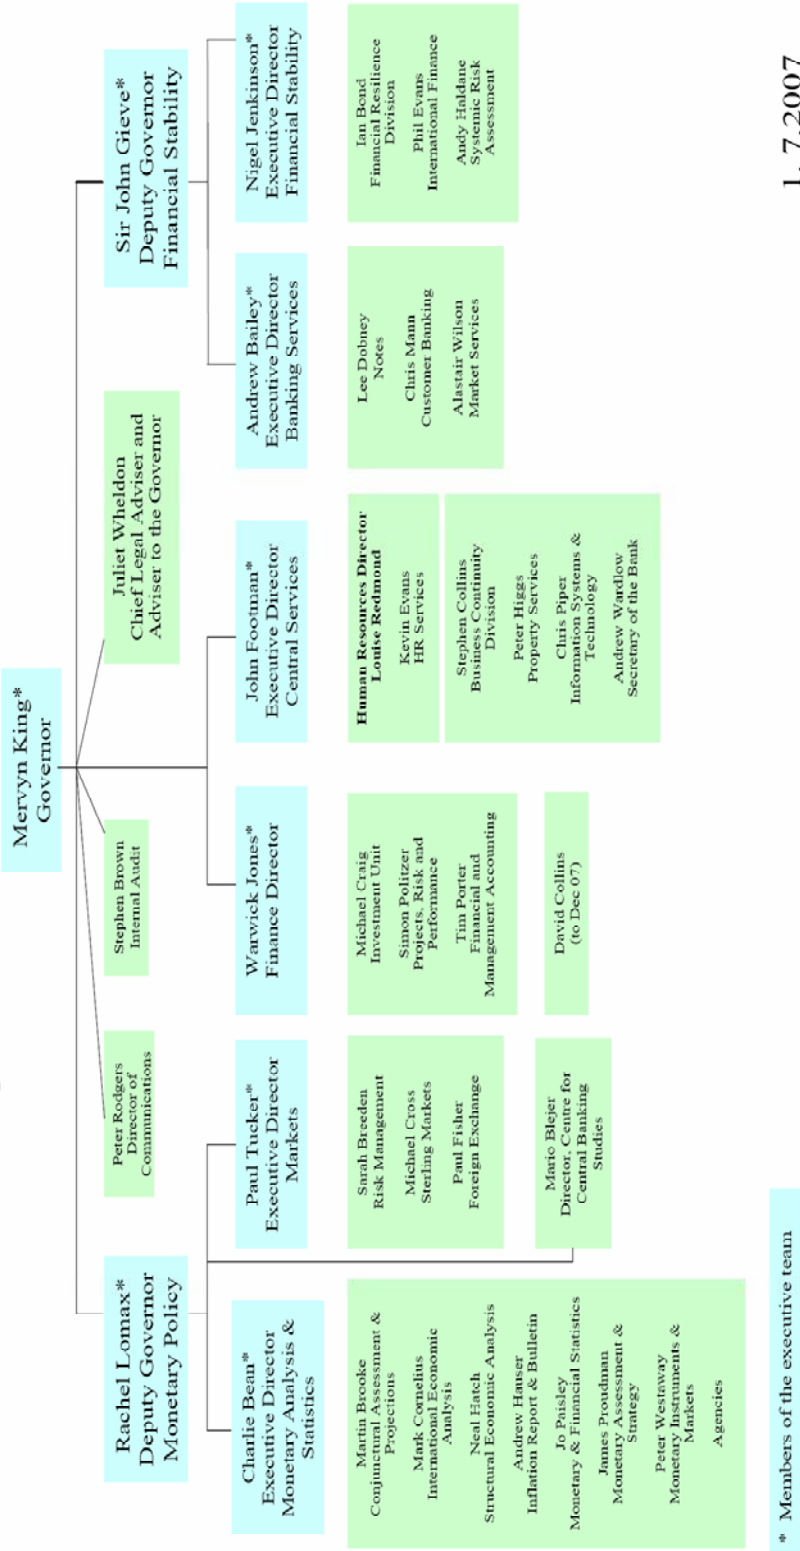 Mervyn King*
Governor
Rachel Lomax*
Deputy Governor
Monetary Policy
Peter Rodgers
Director of
Communications
Stephen Brown
Internal Audit
Juliet Wheldon
Chief Legal Adviser and
Adviser to the Governor
Sir John Gieve*
Deputy Governor
Financial Stability
Charlie Bean*
Executive Director
Monetary Analysis &
Statistics
Paul Tucker*
Executive Director
Markets
Warwick Jones*
Finance Director
John Footman*
Executive Director
Central Services
Andrew Bailey*
Executive Director
Banking Services
Nigel Jenkinson*
Executive Director
Financial Stability
Martin Brooke
Conjunctural Assessment &
Projections
Mark Cornelius
International Economic
Analysis
Neal Hatch
Structural Economic Analysis
Andrew Hauser
Inflation Report & Bulletin
Jo Paisley
Monetary & Financial Statistics
James Proudman
Monetary Assessment &
Strategy
Peter Westaway
Monetary Instruments &
Markets
Agencies
Sarah Breeden
Risk Management
Michael Cross
Sterling Markets
Paul Fisher
Foreign Exchange
Mario Blejer
Director, Centre for
Central Banking
Studies
Michael Craig
Investment Unit
Simon Politzer
Projects, Risk and
Performance
Tim Porter
Financial and
Management Accounting
David Collins
(to Dec 07)
Human Resources Director
Louise Redmond
Kevin Evans
HR Services
Stephen Collins
Business Continuity
Division
Peter Higgs
Property Services
Chris Piper
Information Systems &
Technology
Andrew Wardlow
Secretary of the Bank
Lee Dobney
Notes
Chris Mann
Customer Banking
Alastair Wilson
Market Services
Ian Bond
Financial Resilience
Division
Phil Evans
International Finance
Andy Haldane
Systemic Risk
Assessment
* Members of the executive team
1. 7.2007